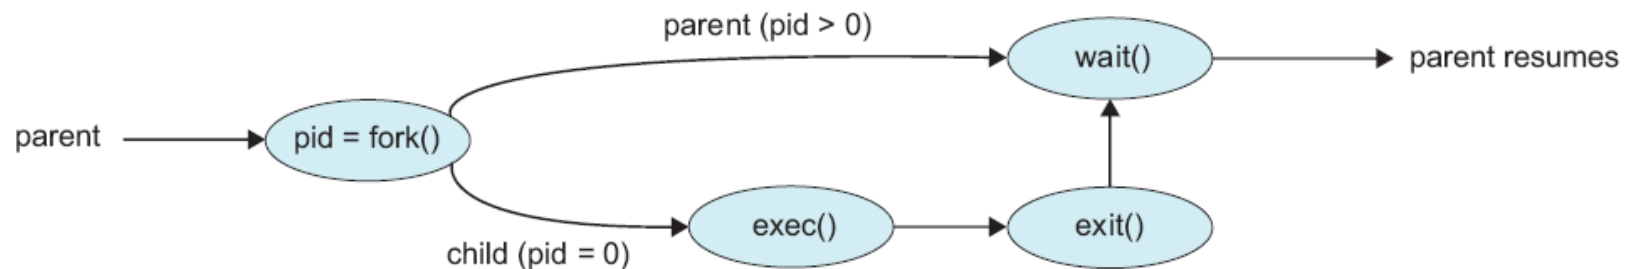 parent (pid > 0)
wait()
parent resumes
parent
pid = fork()
exec()
exit()
child (pid = 0)